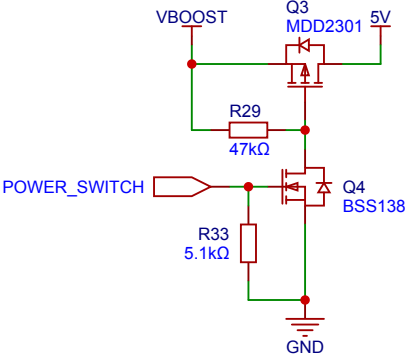 Q3
MDD2301
VBOOST
5V
R29
47kΩ
POWER_SWITCH
Q4
BSS138
R33
5.1kΩ
GND